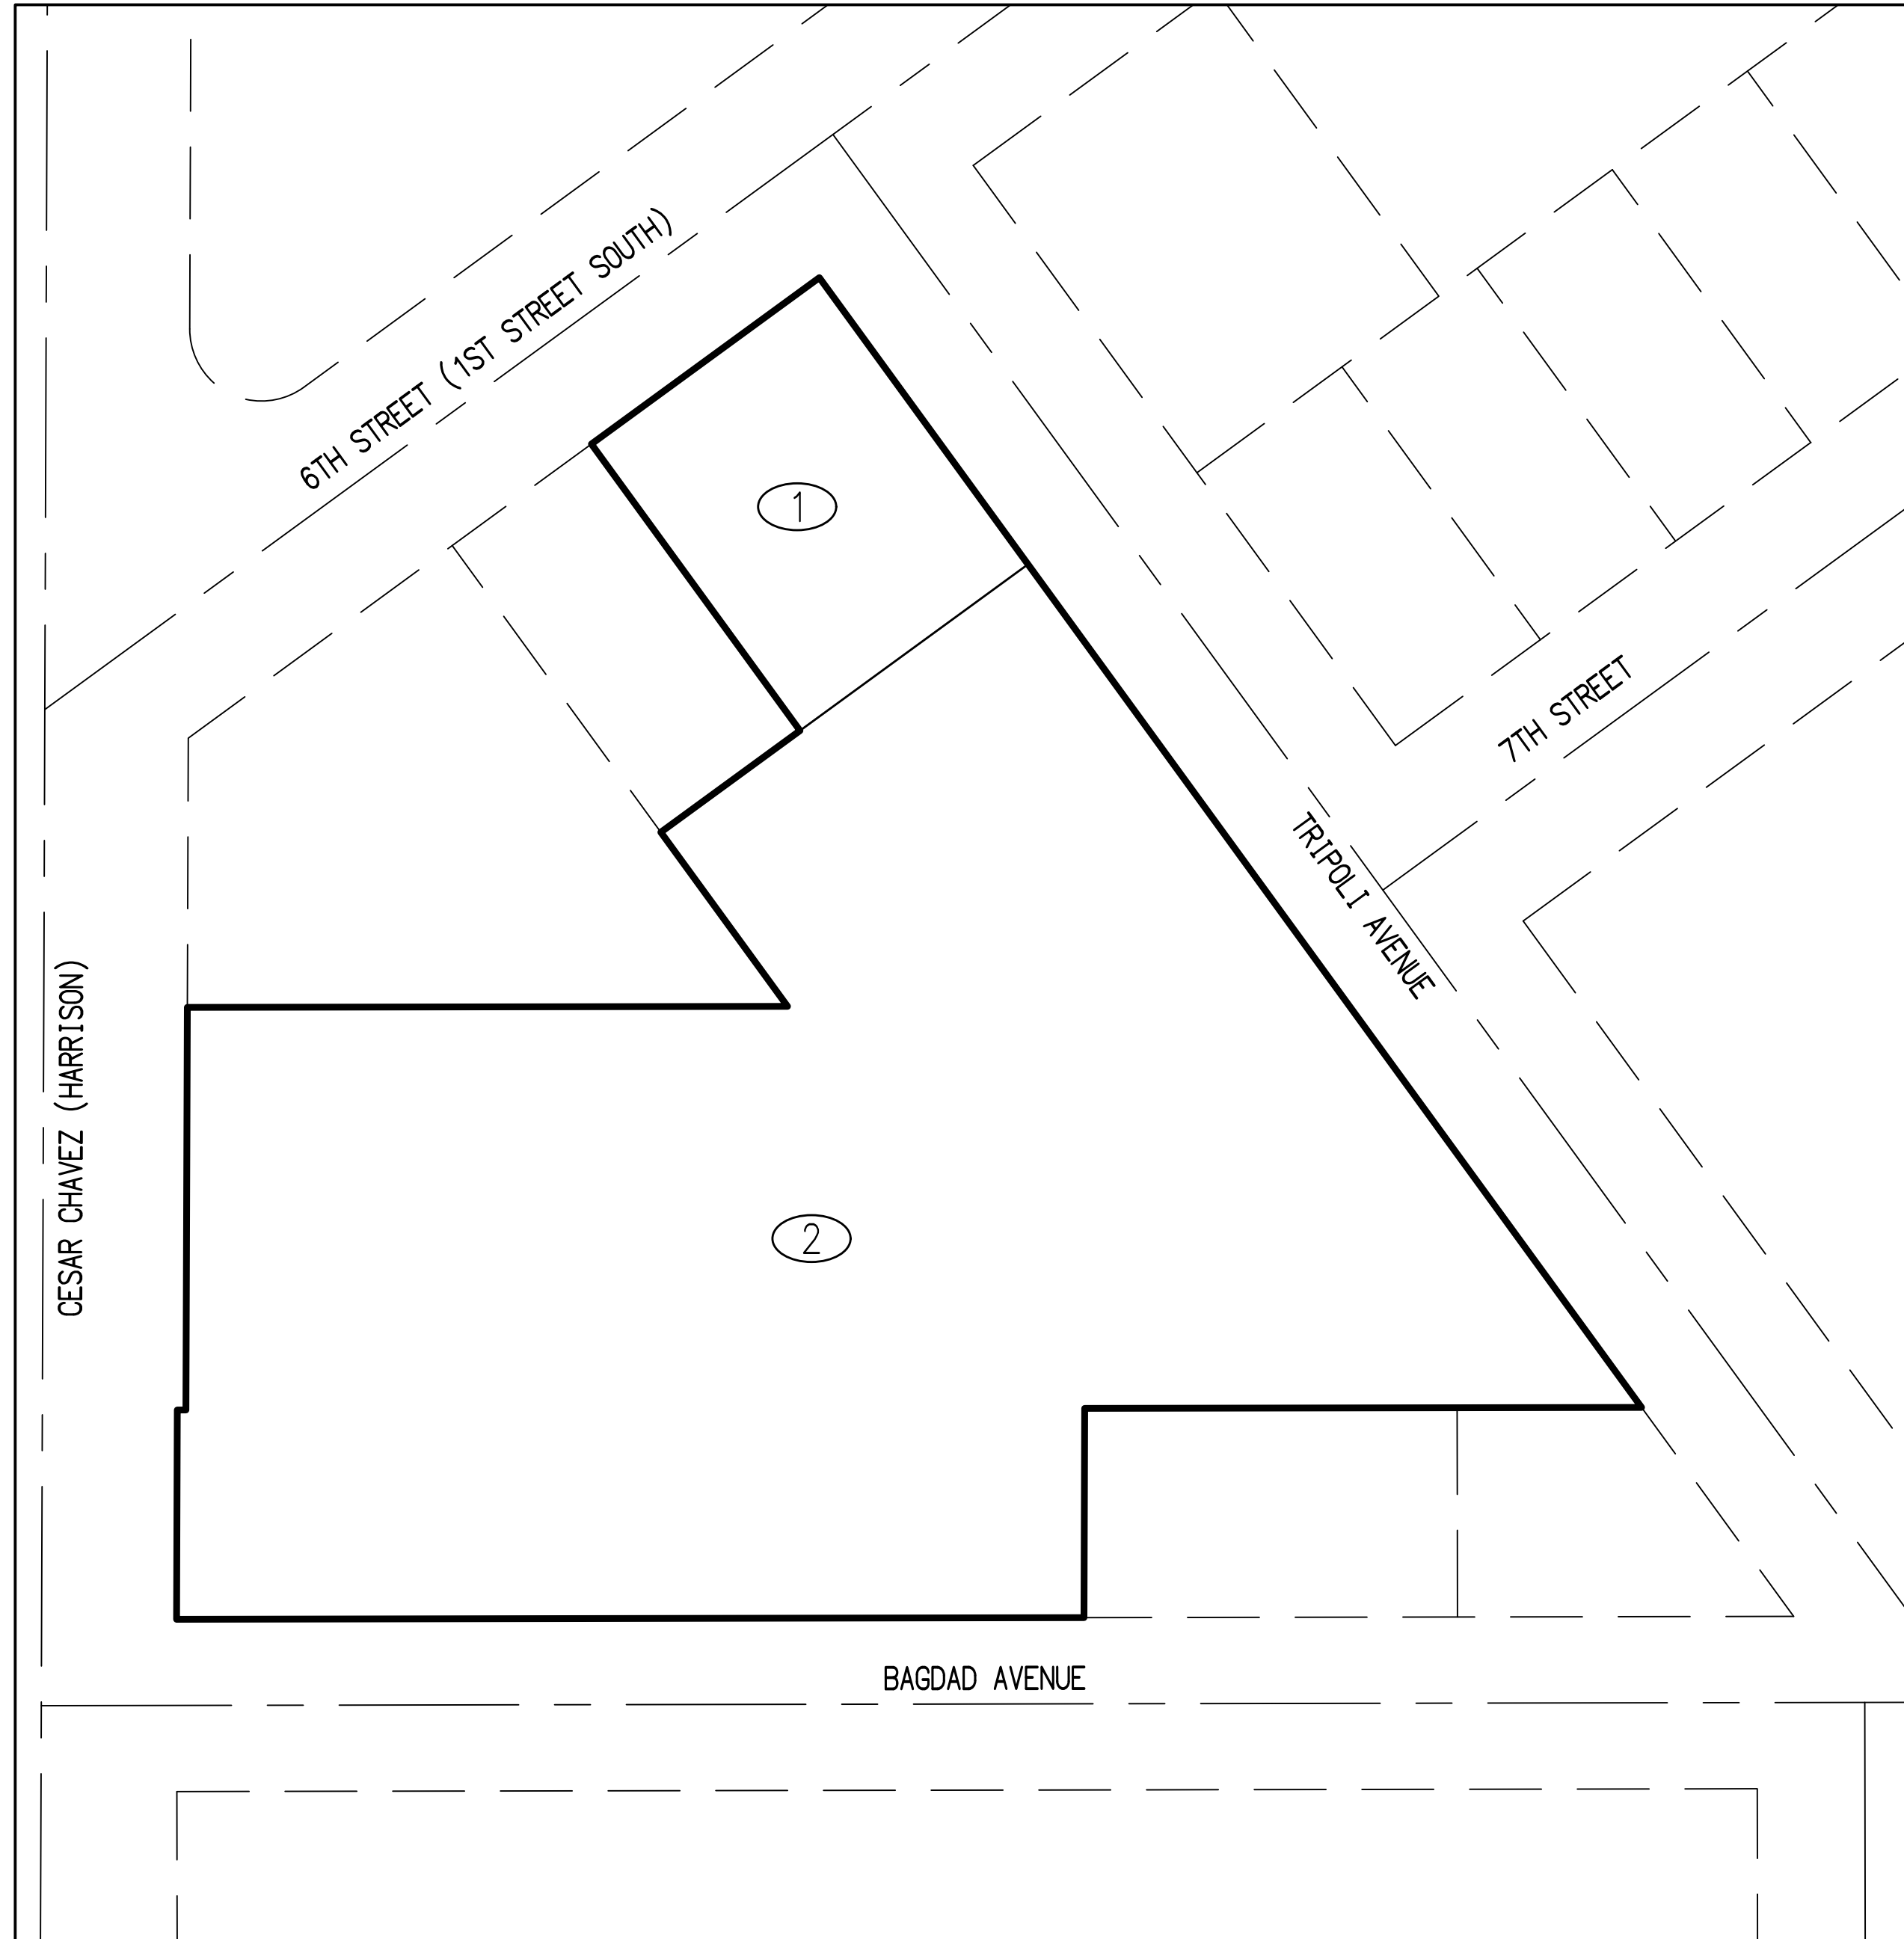 6TH STREET (1ST STREET SOUTH)
1
7TH STREET
TRIPOLI AVENUE
CESAR CHAVEZ (HARRISON)
2
BAGDAD AVENUE